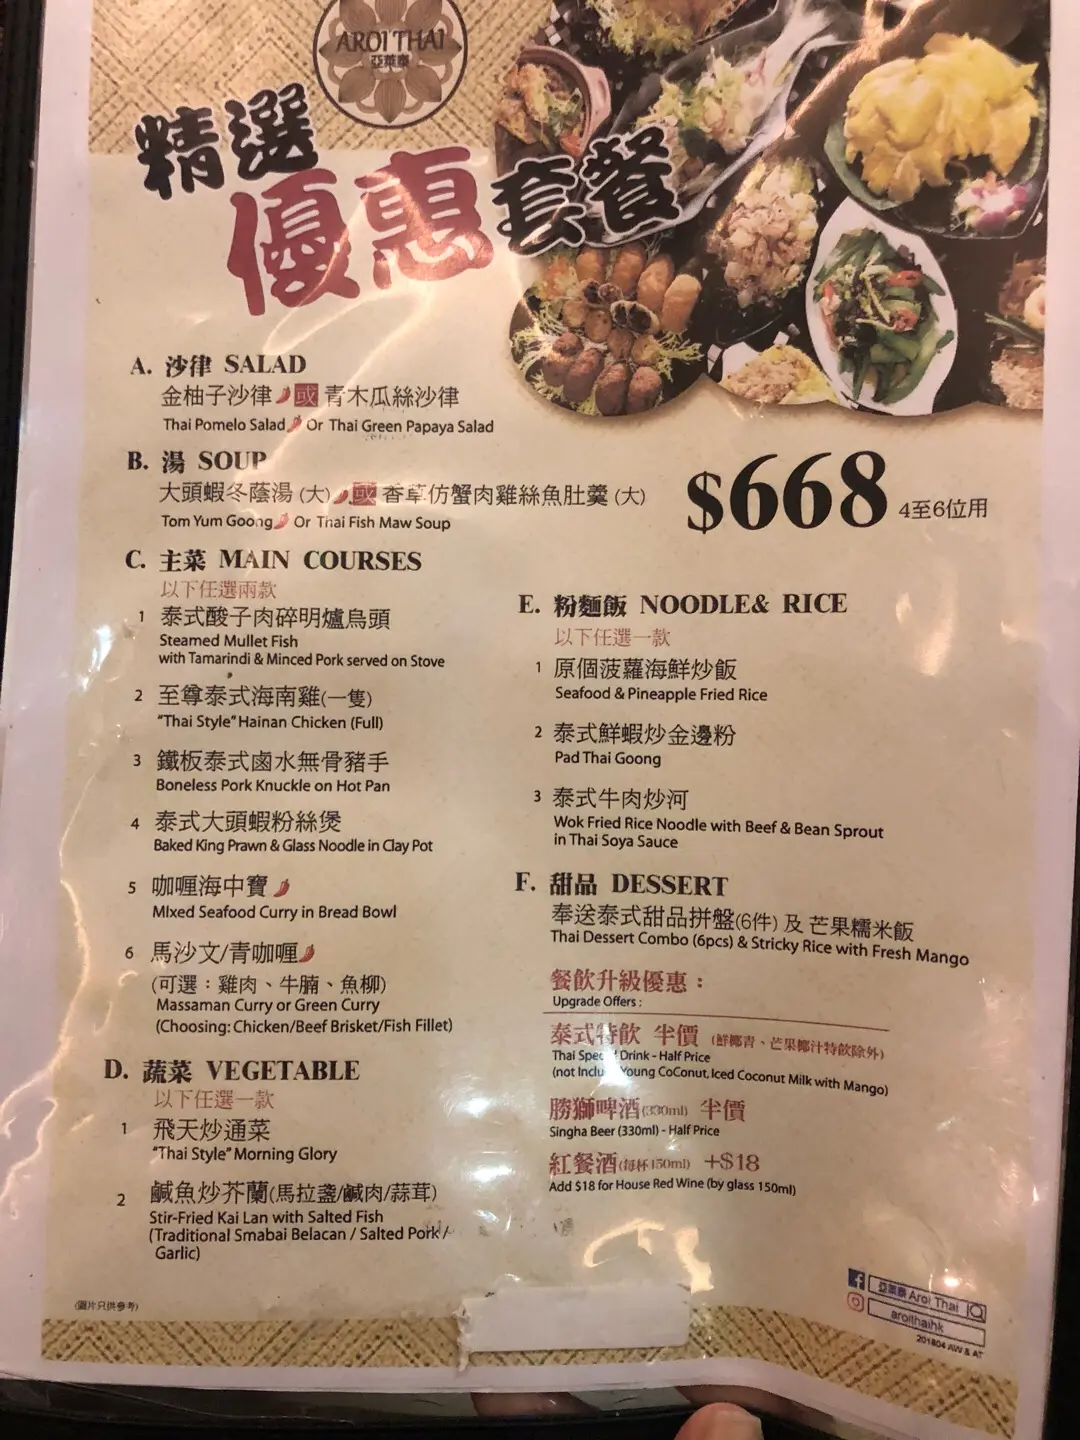 AROI THAI
亞萊泰
精選
優惠套餐
A. 沙律 SALAD
金柚子沙律 或 青木瓜絲沙律
Thai Pomelo Salad Or Thai Green Papaya Salad
B. 湯 SOUP
大頭蝦冬蔭湯 (大) 或 香草仿蟹肉雞絲魚肚羹 (大)
Tom Yum Goong Or Thai Fish Maw Soup
$668 4至6位用
C. 主菜 MAIN COURSES
以下任選兩款
1 泰式酸子肉碎明爐烏頭
Steamed Mullet Fish
with Tamarindi & Minced Pork served on Stove
2 至尊泰式海南雞(一隻)
“Thai Style” Hainan Chicken (Full)
3 鐵板泰式鹵水無骨豬手
Boneless Pork Knuckle on Hot Pan
4 泰式大頭蝦粉絲煲
Baked King Prawn & Glass Noodle in Clay Pot
5 咖喱海中寶
MIxed Seafood Curry in Bread Bowl
6 馬沙文/青咖喱
(可選：雞肉、牛腩、魚柳)
Massaman Curry or Green Curry
(Choosing: Chicken/Beef Brisket/Fish Fillet)
D. 蔬菜 VEGETABLE
以下任選一款
1 飛天炒通菜
“Thai Style” Morning Glory
2 鹹魚炒芥蘭(馬拉盞/鹹肉/蒜茸)
Stir-Fried Kai Lan with Salted Fish
(Traditional Smabai Belacan / Salted Pork /
Garlic)
E. 粉麵飯 NOODLE& RICE
以下任選一款
1 原個菠蘿海鮮炒飯
Seafood & Pineapple Fried Rice
2 泰式鮮蝦炒金邊粉
Pad Thai Goong
3 泰式牛肉炒河
Wok Fried Rice Noodle with Beef & Bean Sprout
in Thai Soya Sauce
F. 甜品 DESSERT
奉送泰式甜品拼盤(6件) 及 芒果糯米飯
Thai Dessert Combo (6pcs) & Stricky Rice with Fresh Mango
餐飲升級優惠：
Upgrade Offers :
泰式特飲 半價 (鮮椰青、芒果椰汁特飲除外)
Thai Drink - Half Price
(not Young CoConut, Iced Coconut Milk with Mango)
勝獅啤酒(330ml) 半價
Singha Beer (330ml) - Half Price
紅餐酒(每杯150ml) +$18
Add $18 for House Red Wine (by glass 150ml)
(圖片只供參考)
亞萊泰 Aroi Thai
aroithaihk
201804 AW & AT